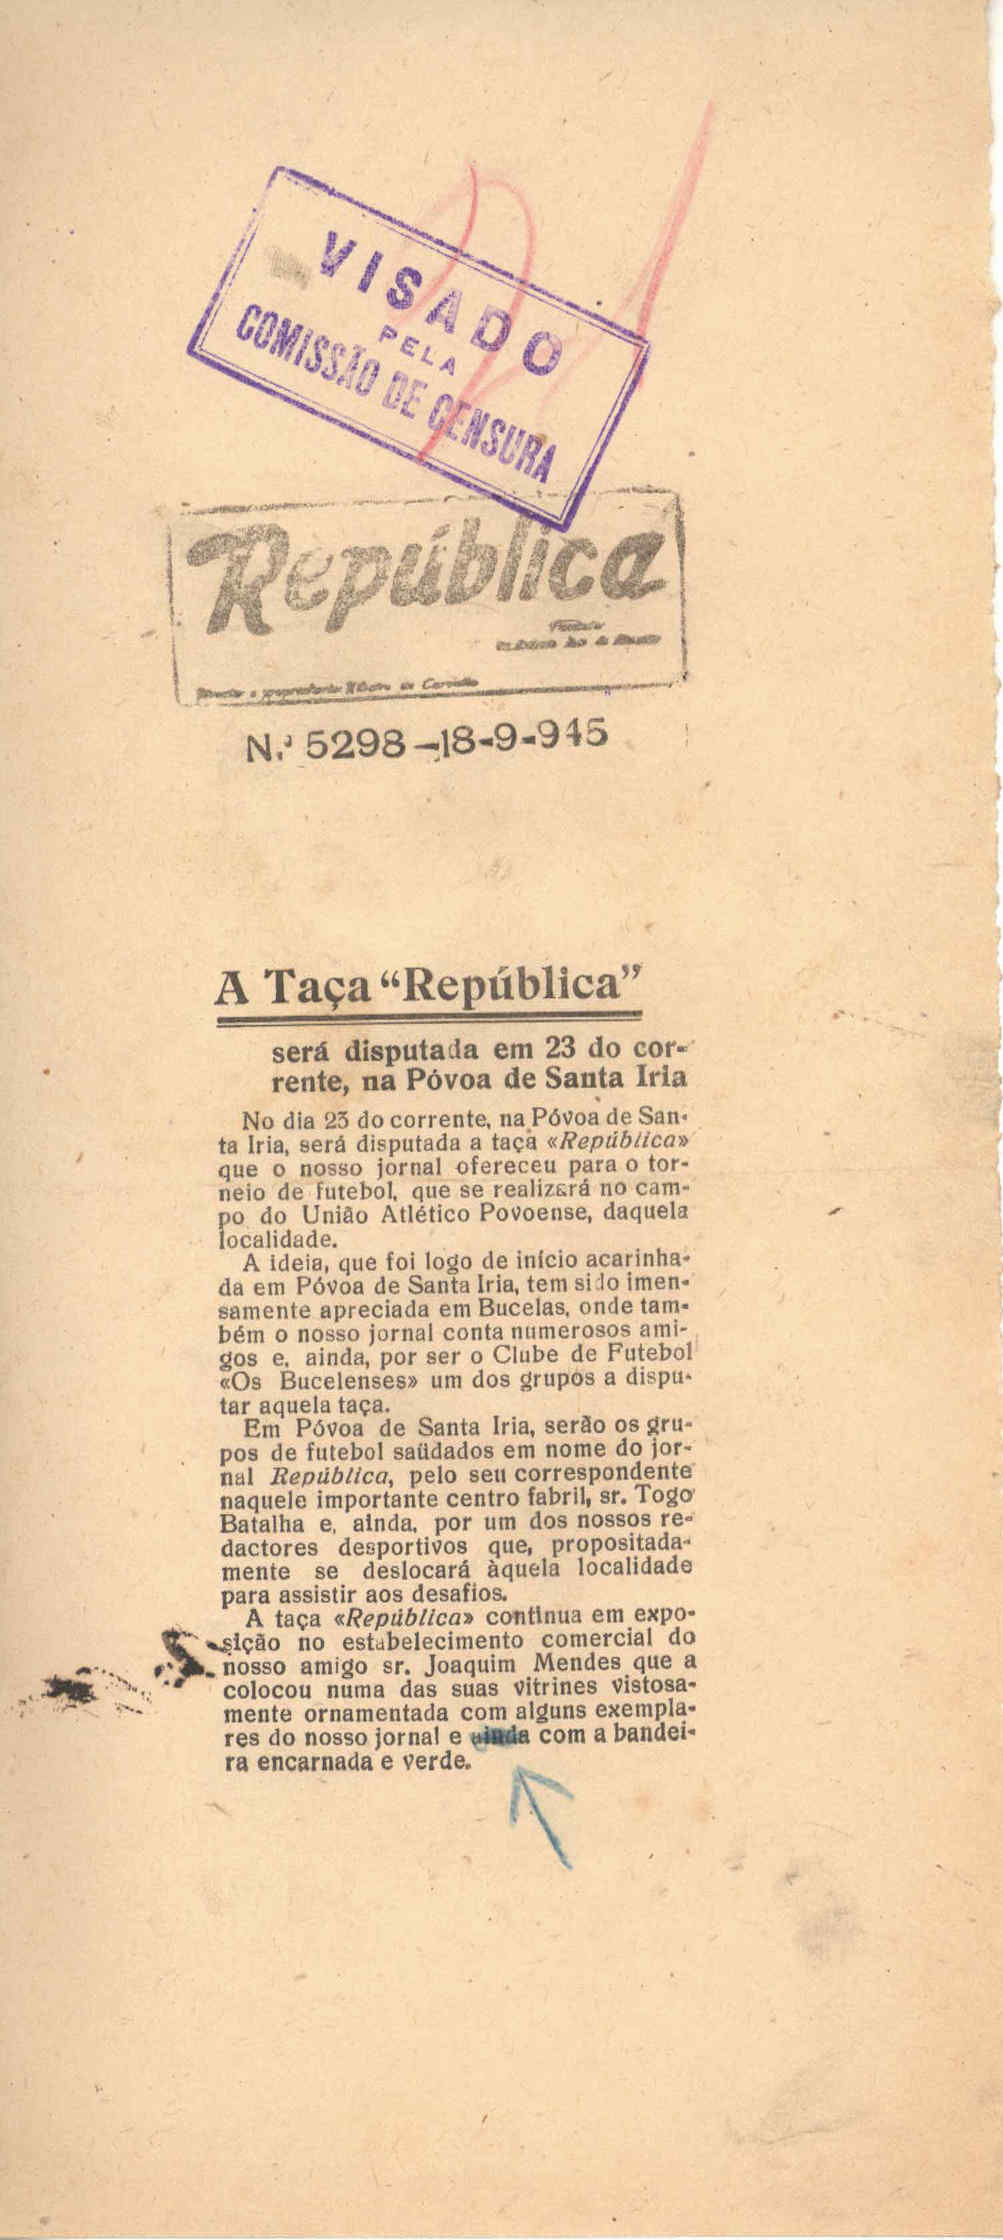 VISADO
PELA
COMISSÃO DE CENSURA
República
N.º 5298-18-9-945
A Taça “República”
será disputada em 23 do cor-
rente, na Póvoa de Santa Iria
No dia 23 do corrente, na Póvoa de San-
ta Iria, será disputada a taça «República»
que o nosso jornal ofereceu para o tor-
neio de futebol, que se realizará no cam-
po do União Atlético Povoense, daquela
localidade.
A ideia, que foi logo de início acarinha-
da em Póvoa de Santa Iria, tem sido imen-
samente apreciada em Bucelas, onde tam-
bém o nosso jornal conta numerosos ami-
gos e, ainda, por ser o Clube de Futebol
«Os Bucelenses» um dos grupos a dispu-
tar aquela taça.
Em Póvoa de Santa Iria, serão os gru-
pos de futebol saüdados em nome do jor-
nal República, pelo seu correspondente
naquele importante centro fabril, sr. Togo
Batalha e, ainda, por um dos nossos re-
dactores desportivos que, propositada-
mente se deslocará àquela localidade
para assistir aos desafios.
A taça «República» continua em expo-
sição no estabelecimento comercial do
nosso amigo sr. Joaquim Mendes que a
colocou numa das suas vitrines vistosa-
mente ornamentada com alguns exempla-
res do nosso jornal e ainda com a bandei-
ra encarnada e verde.